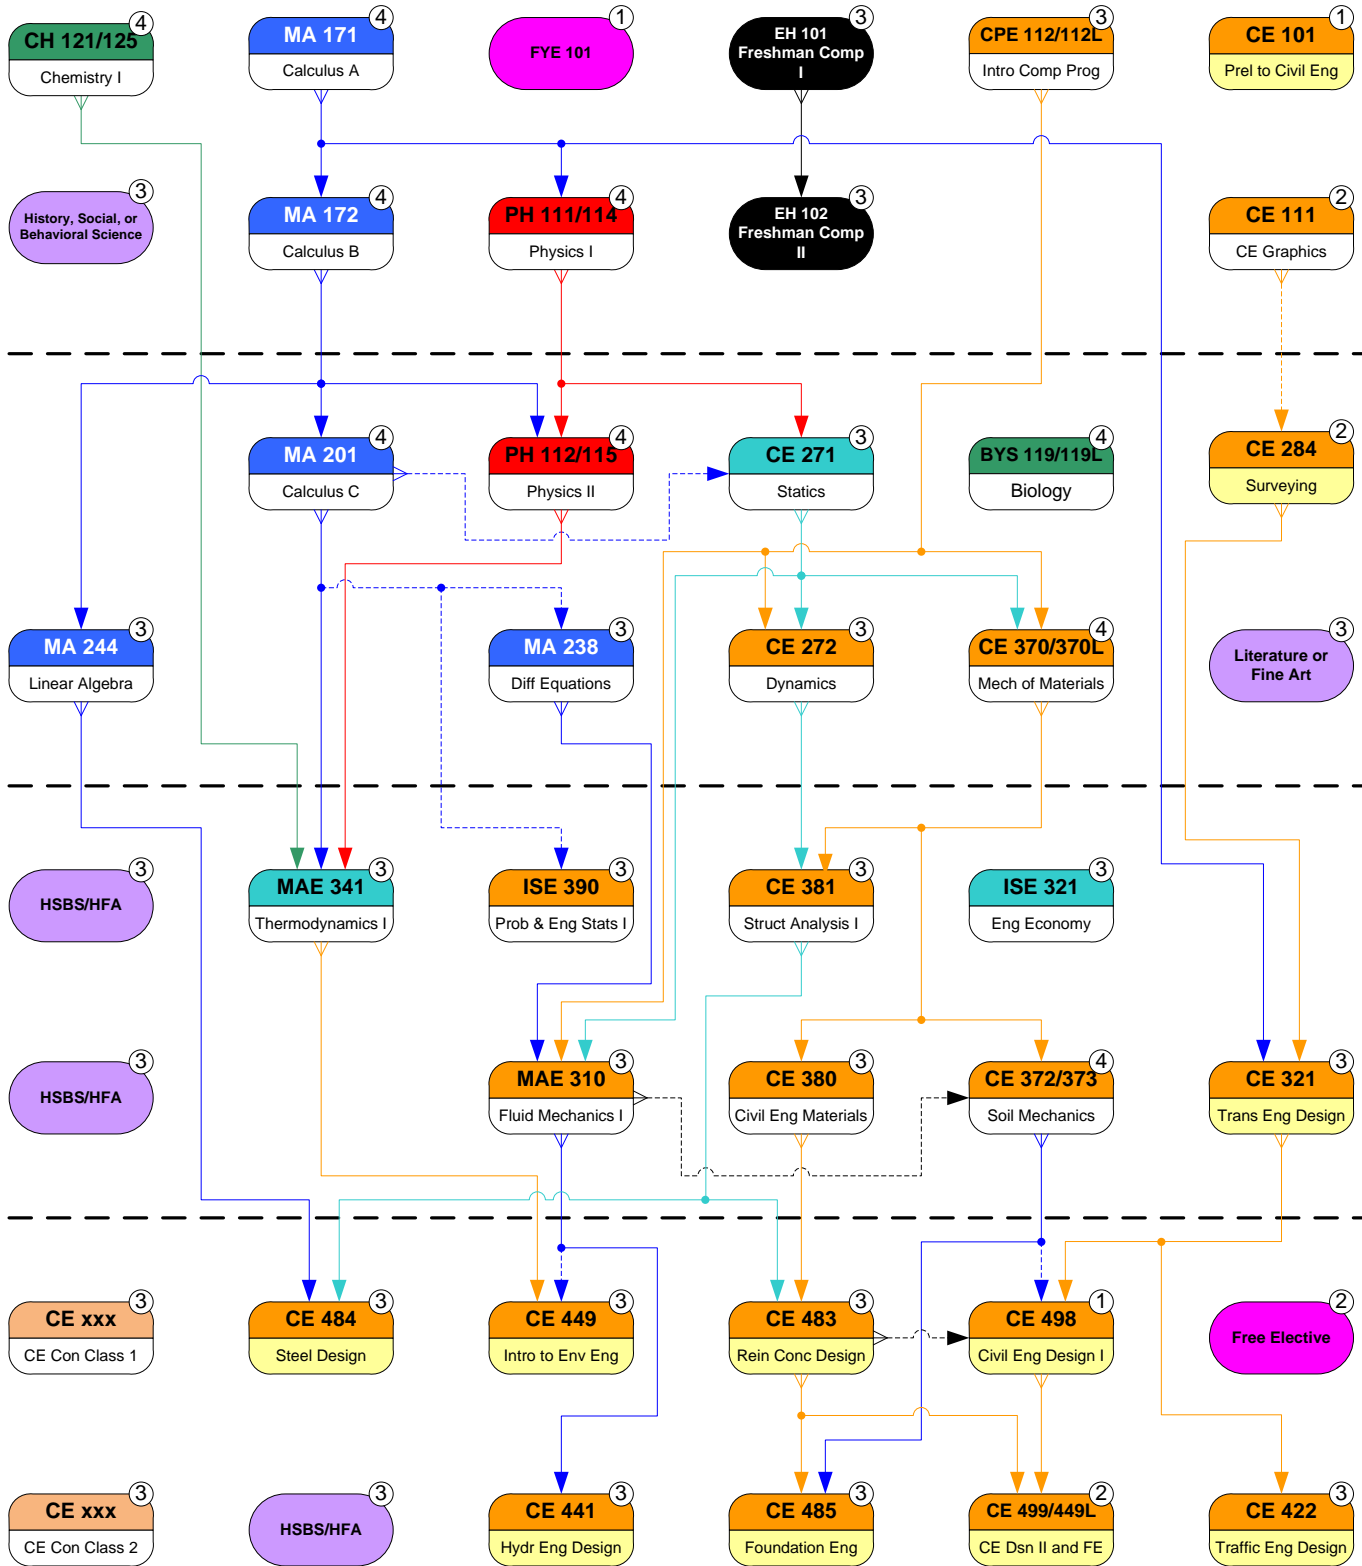 4
CH 121/125
Chemistry I
4
MA 171
Calculus A
1
FYE 101
3
EH 101
Freshman Comp
I
3
CPE 112/112L
Intro Comp Prog
1
CE 101
Prel to Civil Eng
3
History, Social, or
Behavioral Science
4
MA 172
Calculus B
4
PH 111/114
Physics I
3
EH 102
Freshman Comp
II
2
CE 111
CE Graphics
4
MA 201
Calculus C
4
PH 112/115
Physics II
3
CE 271
Statics
4
BYS 119/119L
Biology
2
CE 284
Surveying
3
MA 244
Linear Algebra
3
MA 238
Diff Equations
3
CE 272
Dynamics
4
CE 370/370L
Mech of Materials
3
Literature or
Fine Art
3
HSBS/HFA
3
MAE 341
Thermodynamics I
3
ISE 390
Prob & Eng Stats I
3
CE 381
Struct Analysis I
3
ISE 321
Eng Economy
3
HSBS/HFA
3
MAE 310
Fluid Mechanics I
3
CE 380
Civil Eng Materials
4
CE 372/373
Soil Mechanics
3
CE 321
Trans Eng Design
3
CE xxx
CE Con Class 1
3
CE 484
Steel Design
3
CE 449
Intro to Env Eng
3
CE 483
Rein Conc Design
1
CE 498
Civil Eng Design I
2
Free Elective
3
CE xxx
CE Con Class 2
3
HSBS/HFA
3
CE 441
Hydr Eng Design
3
CE 485
Foundation Eng
2
CE 499/449L
CE Dsn II and FE
3
CE 422
Traffic Eng Design